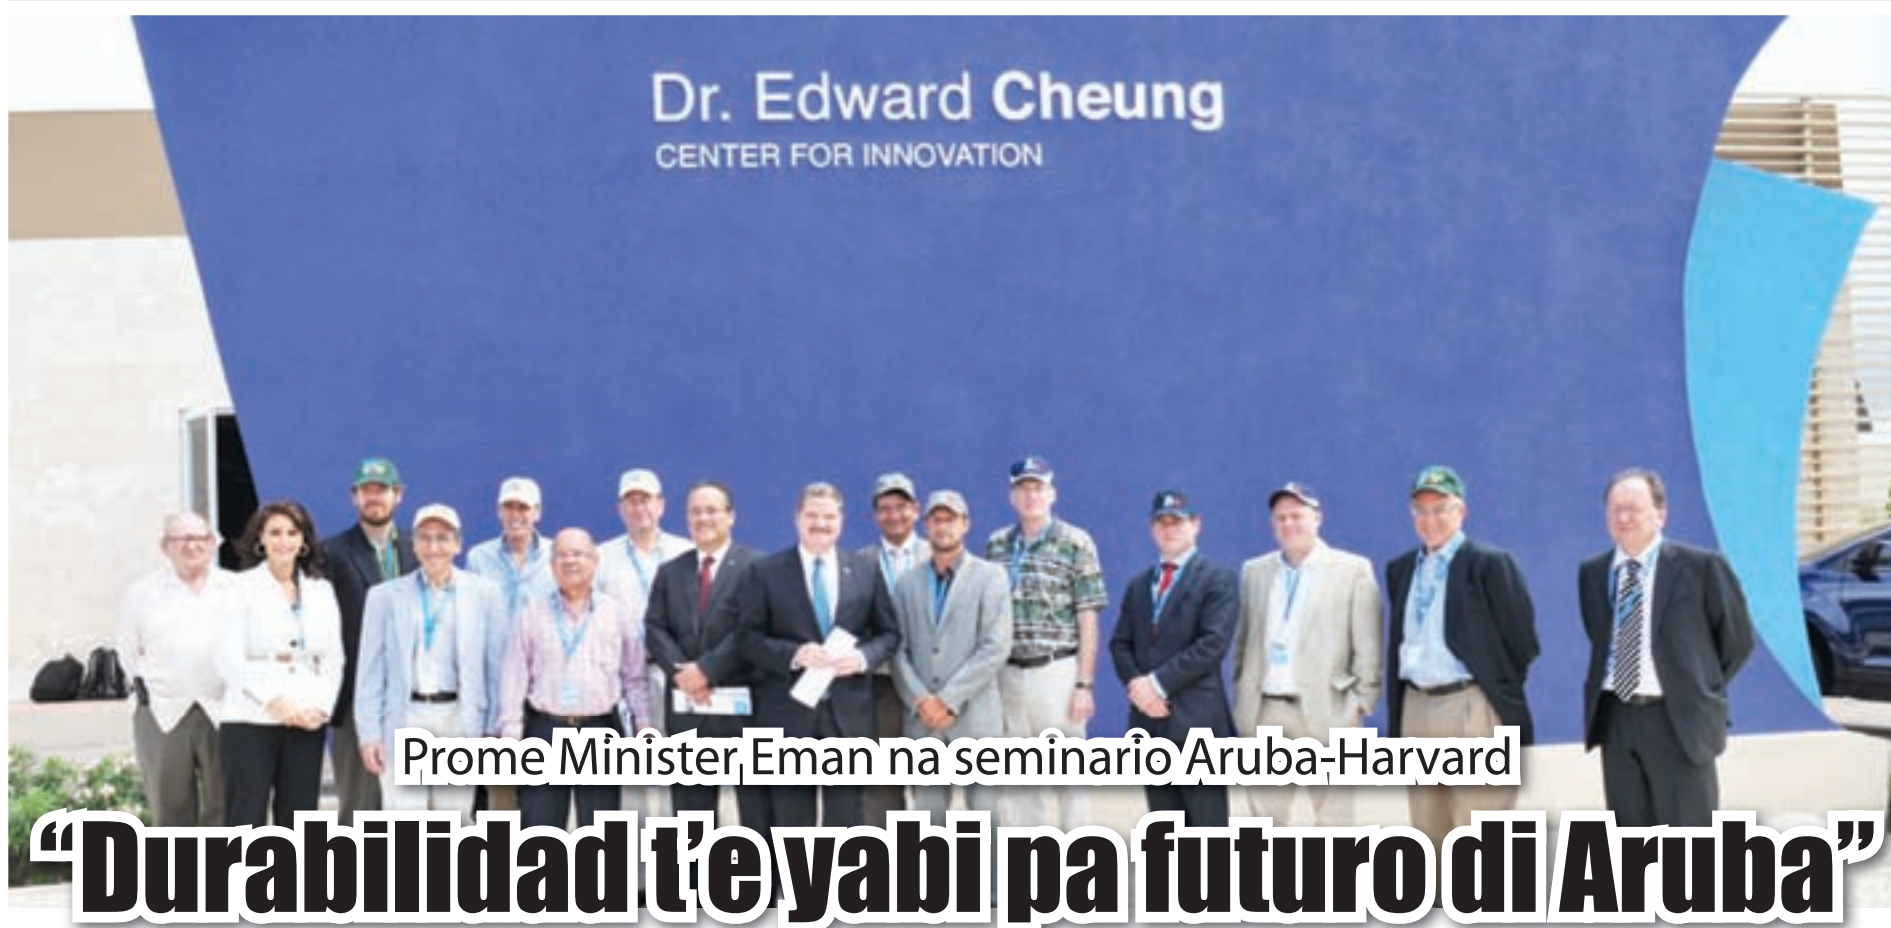 Dr. Edward Cheung
CENTER FOR INNOVATION
Prome Minister Eman na seminario Aruba-Harvard
“Durabilidad t’e yabi pa futuro di Aruba”